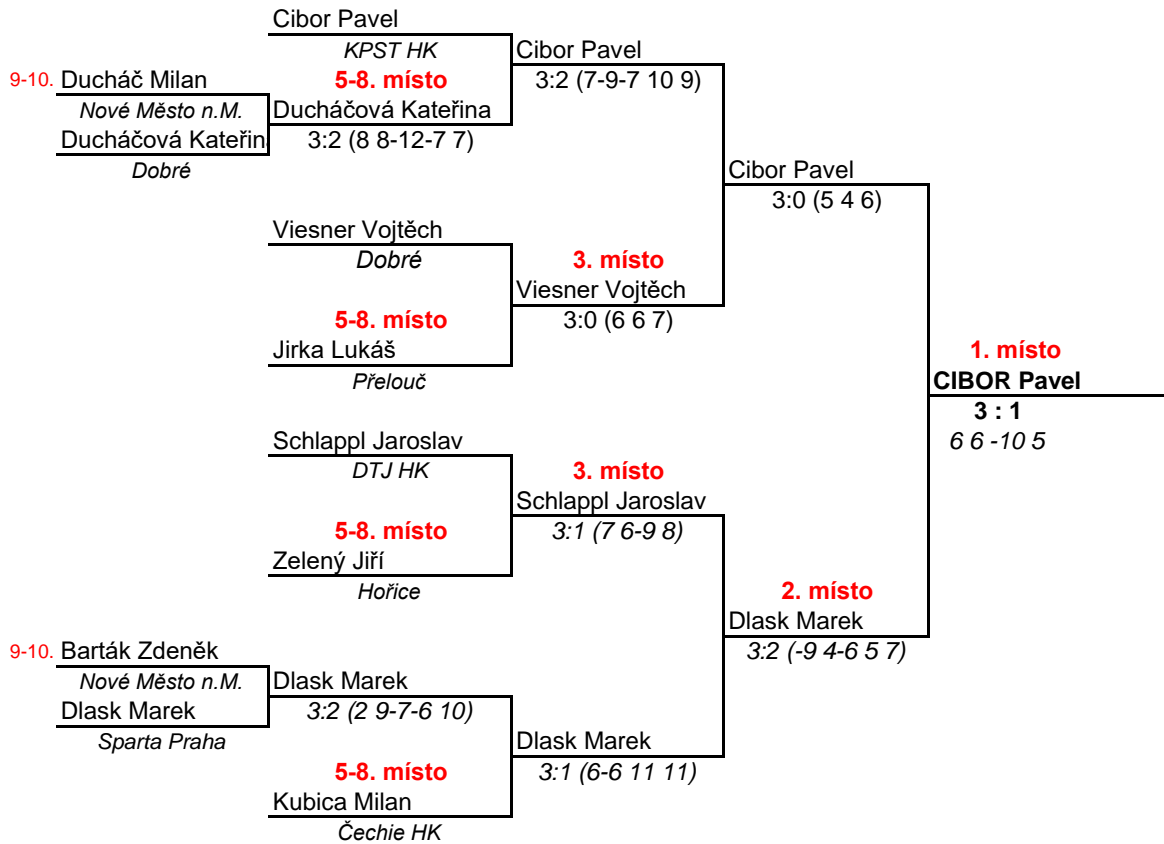 Cibor Pavel
KPST HK
Cibor Pavel
9-10. Ducháč Milan
5-8. místo
3:2 (7-9-7 10 9)
Nové Město n.M.
Ducháčová Kateřina
Ducháčová Kateřina
3:2 (8 8-12-7 7)
Dobré
Cibor Pavel
3:0 (5 4 6)
Viesner Vojtěch
Dobré
3. místo
Viesner Vojtěch
5-8. místo
3:0 (6 6 7)
Jirka Lukáš
1. místo
Přelouč
CIBOR Pavel
3 : 1
6 6 -10 5
Schlappl Jaroslav
DTJ HK
3. místo
Schlappl Jaroslav
5-8. místo
3:1 (7 6-9 8)
Zelený Jiří
Hořice
2. místo
Dlask Marek
3:2 (-9 4-6 5 7)
9-10. Barták Zdeněk
Nové Město n.M.
Dlask Marek
Dlask Marek
3:2 (2 9-7-6 10)
Sparta Praha
Dlask Marek
5-8. místo
3:1 (6-6 11 11)
Kubica Milan
Čechie HK